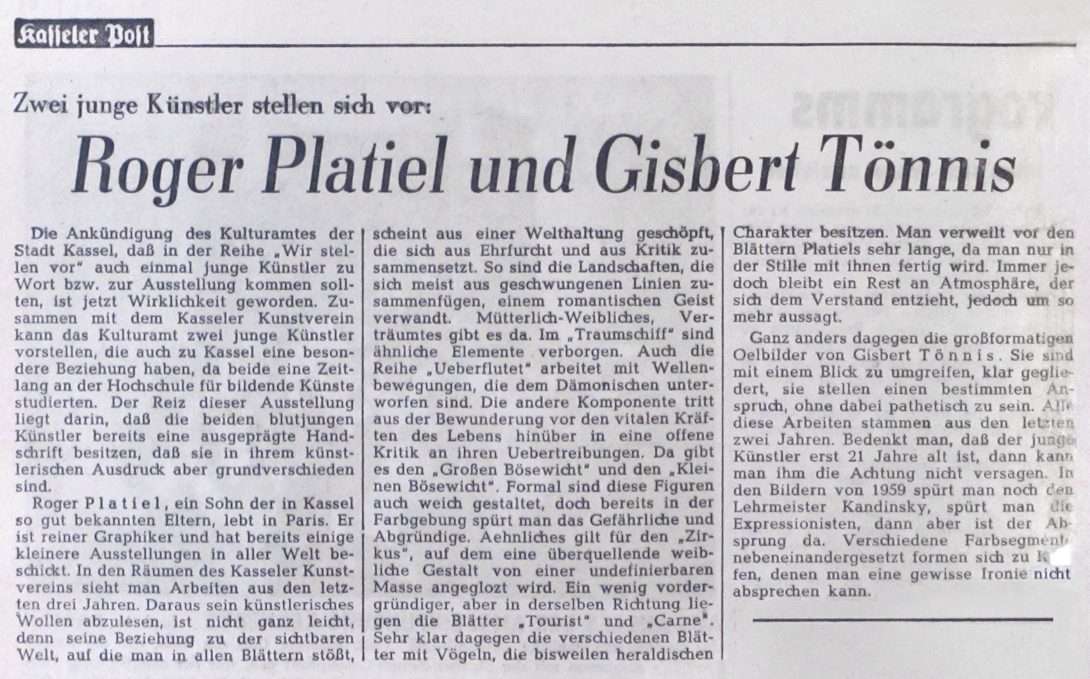 Kasseler Post
Zwei junge Künstler stellen sich vor:
Roger Platiel und Gisbert Tönnis
Die Ankündigung des Kulturamtes der
Stadt Kassel, daß in der Reihe „Wir stel-
len vor" auch einmal junge Künstler zu
Wort bzw. zur Ausstellung kommen soll-
ten, ist jetzt Wirklichkeit geworden. Zu-
sammen mit dem Kasseler Kunstverein
kann das Kulturamt zwei junge Künstler
vorstellen, die auch zu Kassel eine beson-
dere Beziehung haben, da beide eine Zeit-
lang an der Hochschule für bildende Künste
studierten. Der Reiz dieser Ausstellung
liegt darin, daß die beiden blutjungen
Künstler bereits eine ausgeprägte Hand-
schrift besitzen, daß sie in ihrem künst-
lerischen Ausdruck aber grundverschieden
sind.
Roger Platiel, ein Sohn der in Kassel
so gut bekannten Eltern, lebt in Paris. Er
ist reiner Graphiker und hat bereits einige
kleinere Ausstellungen in aller Welt be-
schickt. In den Räumen des Kasseler Kunst-
vereins sieht man Arbeiten aus den letz-
ten drei Jahren. Daraus sein künstlerisches
Wollen abzulesen, ist nicht ganz leicht,
denn seine Beziehung zu der sichtbaren
Welt, auf die man in allen Blättern stößt,
scheint aus einer Welthaltung geschöpft,
die sich aus Ehrfurcht und aus Kritik zu-
sammensetzt. So sind die Landschaften, die
sich meist aus geschwungenen Linien zu-
sammenfügen, einem romantischen Geist
verwandt. Mütterlich-Weibliches, Ver-
träumtes gibt es da. Im „Traumschiff" sind
ähnliche Elemente verborgen. Auch die
Reihe „Ueberflutet" arbeitet mit Wellen-
bewegungen, die dem Dämonischen unter-
worfen sind. Die andere Komponente tritt
aus der Bewunderung vor den vitalen Kräf-
ten des Lebens hinüber in eine offene
Kritik an ihren Uebertreibungen. Da gibt
es den „Großen Bösewicht" und den „Klei-
nen Bösewicht". Formal sind diese Figuren
auch weich gestaltet, doch bereits in der
Farbgebung spürt man das Gefährliche und
Abgründige. Aehnliches gilt für den „Zir-
kus", auf dem eine überquellende weib-
liche Gestalt von einer undefinierbaren
Masse angeglozt wird. Ein wenig vorder-
gründiger, aber in derselben Richtung lie-
gen die Blätter „Tourist" und „Carne".
Sehr klar dagegen die verschiedenen Blät-
ter mit Vögeln, die bisweilen heraldischen
Charakter besitzen. Man verweilt vor den
Blättern Platiels sehr lange, da man nur in
der Stille mit ihnen fertig wird. Immer je-
doch bleibt ein Rest an Atmosphäre, der
sich dem Verstand entzieht, jedoch um so
mehr aussagt.
Ganz anders dagegen die großformatigen
Oelbilder von Gisbert Tönnis. Sie sind
mit einem Blick zu umgreifen, klar geglie-
dert, sie stellen einen bestimmten An-
spruch, ohne dabei pathetisch zu sein. Alle
diese Arbeiten stammen aus den letzten
zwei Jahren. Bedenkt man, daß der junge
Künstler erst 21 Jahre alt ist, dann kann
man ihm die Achtung nicht versagen. In
den Bildern von 1959 spürt man noch den
Lehrmeister Kandinsky, spürt man die
Expressionisten, dann aber ist der Ab-
sprung da. Verschiedene Farbsegmente
nebeneinandergesetzt formen sich zu
fen, denen man eine gewisse Ironie nicht
absprechen kann.